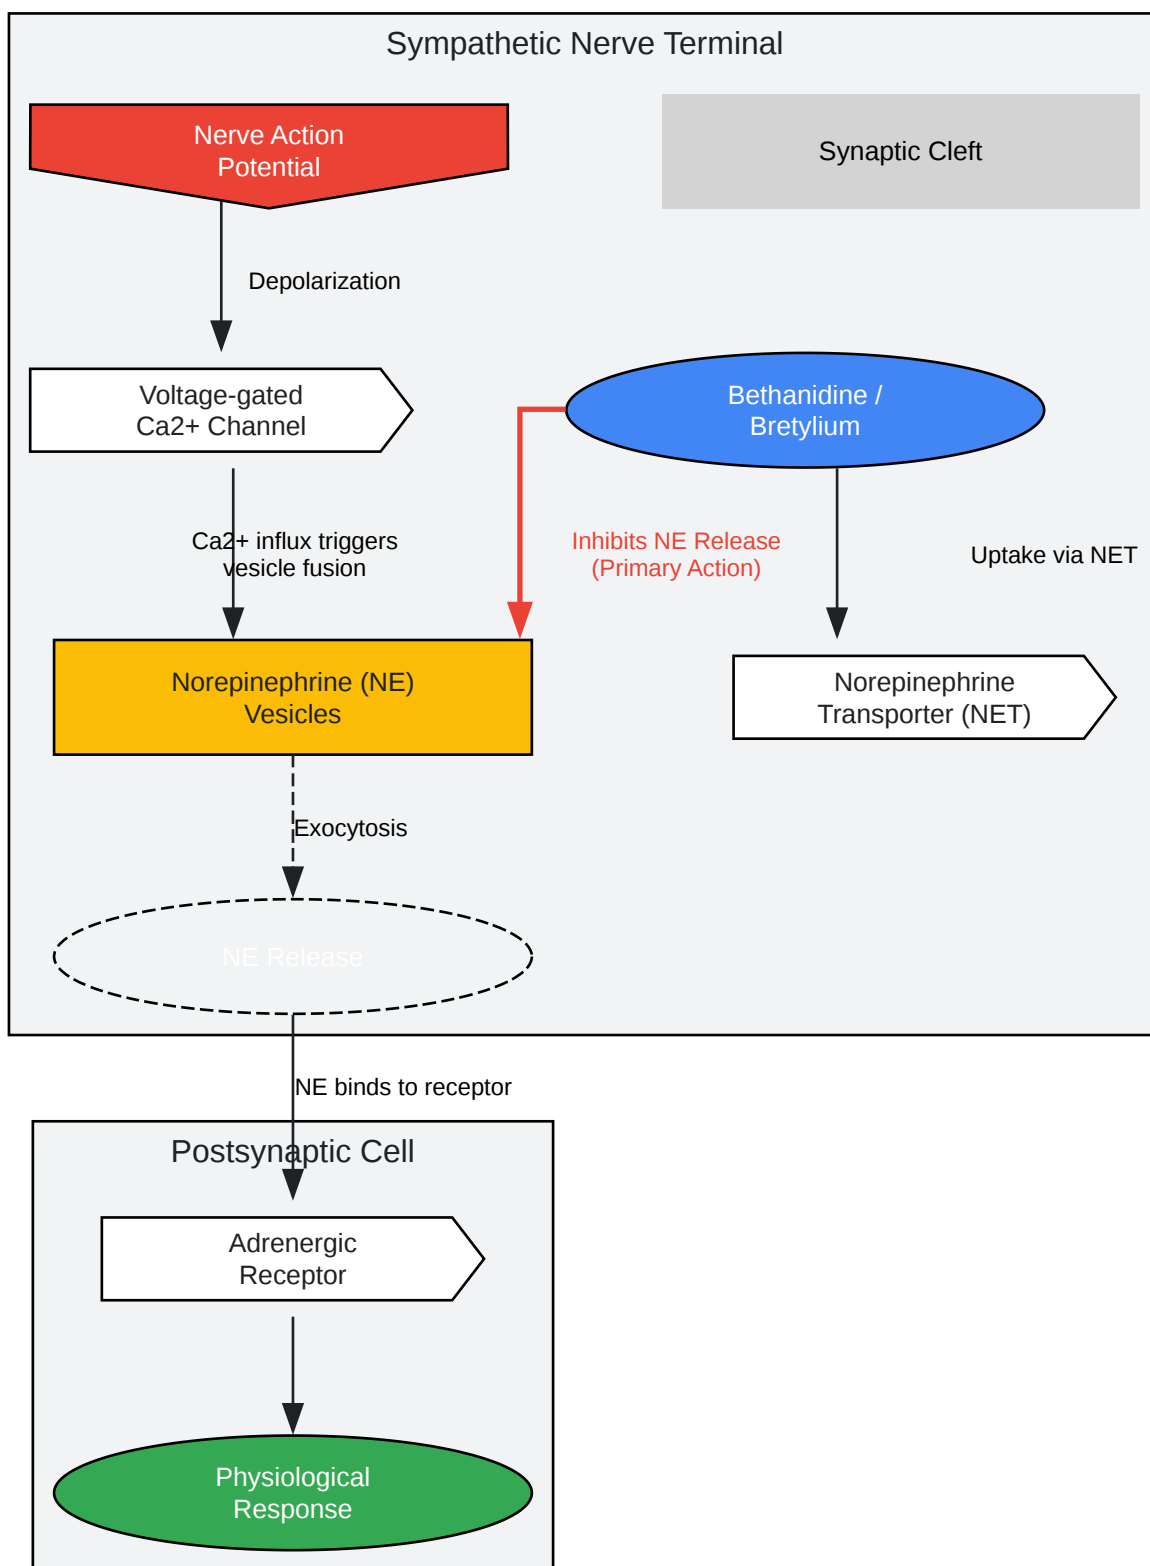 Sympathetic Nerve Terminal
Nerve Action
Potential
Synaptic Cleft
Depolarization
Voltage-gated
Ca2+ Channel
Bethanidine /
Bretylium
Ca2+ influx triggers
vesicle fusion
Inhibits NE Release
(Primary Action)
Uptake via NET
Norepinephrine (NE)
Vesicles
Norepinephrine
Transporter (NET)
Exocytosis
NE Release
NE binds to receptor
Postsynaptic Cell
Adrenergic
Receptor
Physiological
Response